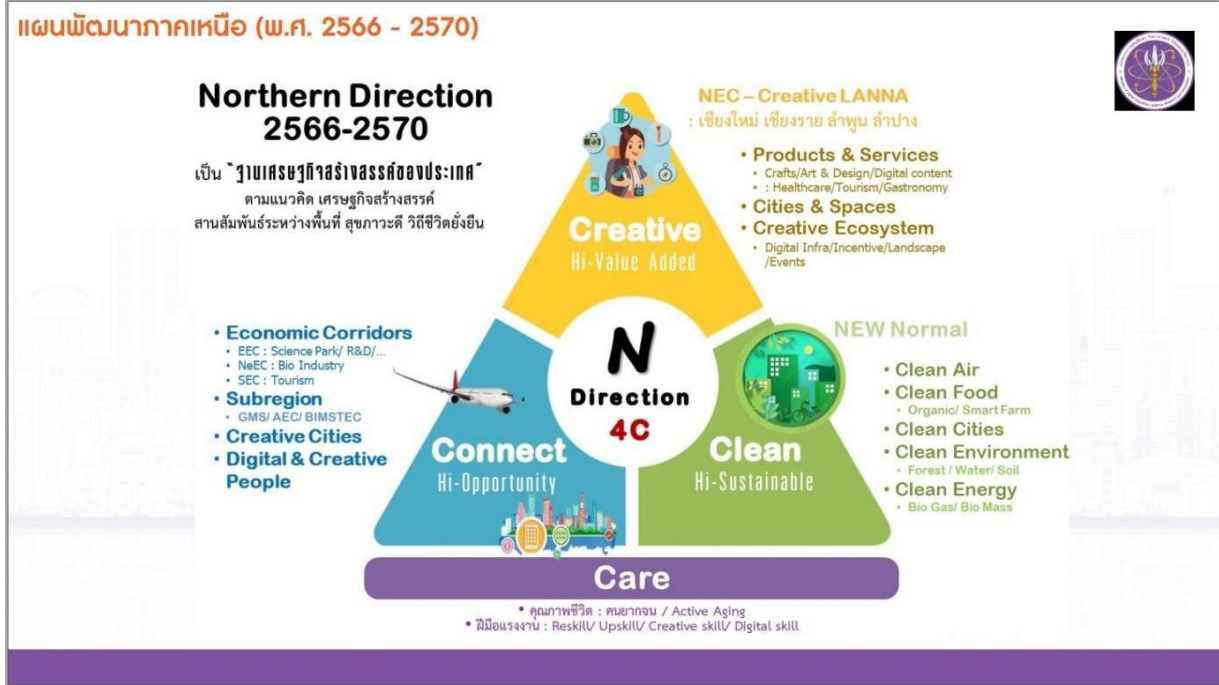 แผนพัฒนาภาคเหนือ (พ.ศ. 2566 - 2570)
Northern Direction
2566-2570
เป็น "ฐานเศรษฐกิจสร้างสรรค์ของประเทศ"
ตามแนวคิด เศรษฐกิจสร้างสรรค์
สานสัมพันธ์ระหว่างพื้นที่ สุขภาวะดี วิถีชีวิตยั่งยืน
NEC – Creative LANNA
: เชียงใหม่ เชียงราย ลำพูน ลำปาง
• Products & Services
• Crafts/Art & Design/Digital content
• : Healthcare/Tourism/Gastronomy
• Cities & Spaces
• Creative Ecosystem
• Digital Infra/Incentive/Landscape
/Events
Creative
Hi-Value Added
• Economic Corridors
• EEC : Science Park/ R&D/...
• NeEC : Bio Industry
• SEC : Tourism
• Subregion
• GMS/ AEC/ BIMSTEC
• Creative Cities
• Digital & Creative
People
N
Direction
4C
Connect
Hi-Opportunity
Clean
Hi-Sustainable
NEW Normal
• Clean Air
• Clean Food
• Organic/ Smart Farm
• Clean Cities
• Clean Environment
• Forest / Water/ Soil
• Clean Energy
• Bio Gas/ Bio Mass
Care
• คุณภาพชีวิต : คนยากจน / Active Aging
• ฝีมือแรงงาน : Reskill/ Upskill/ Creative skill/ Digital skill